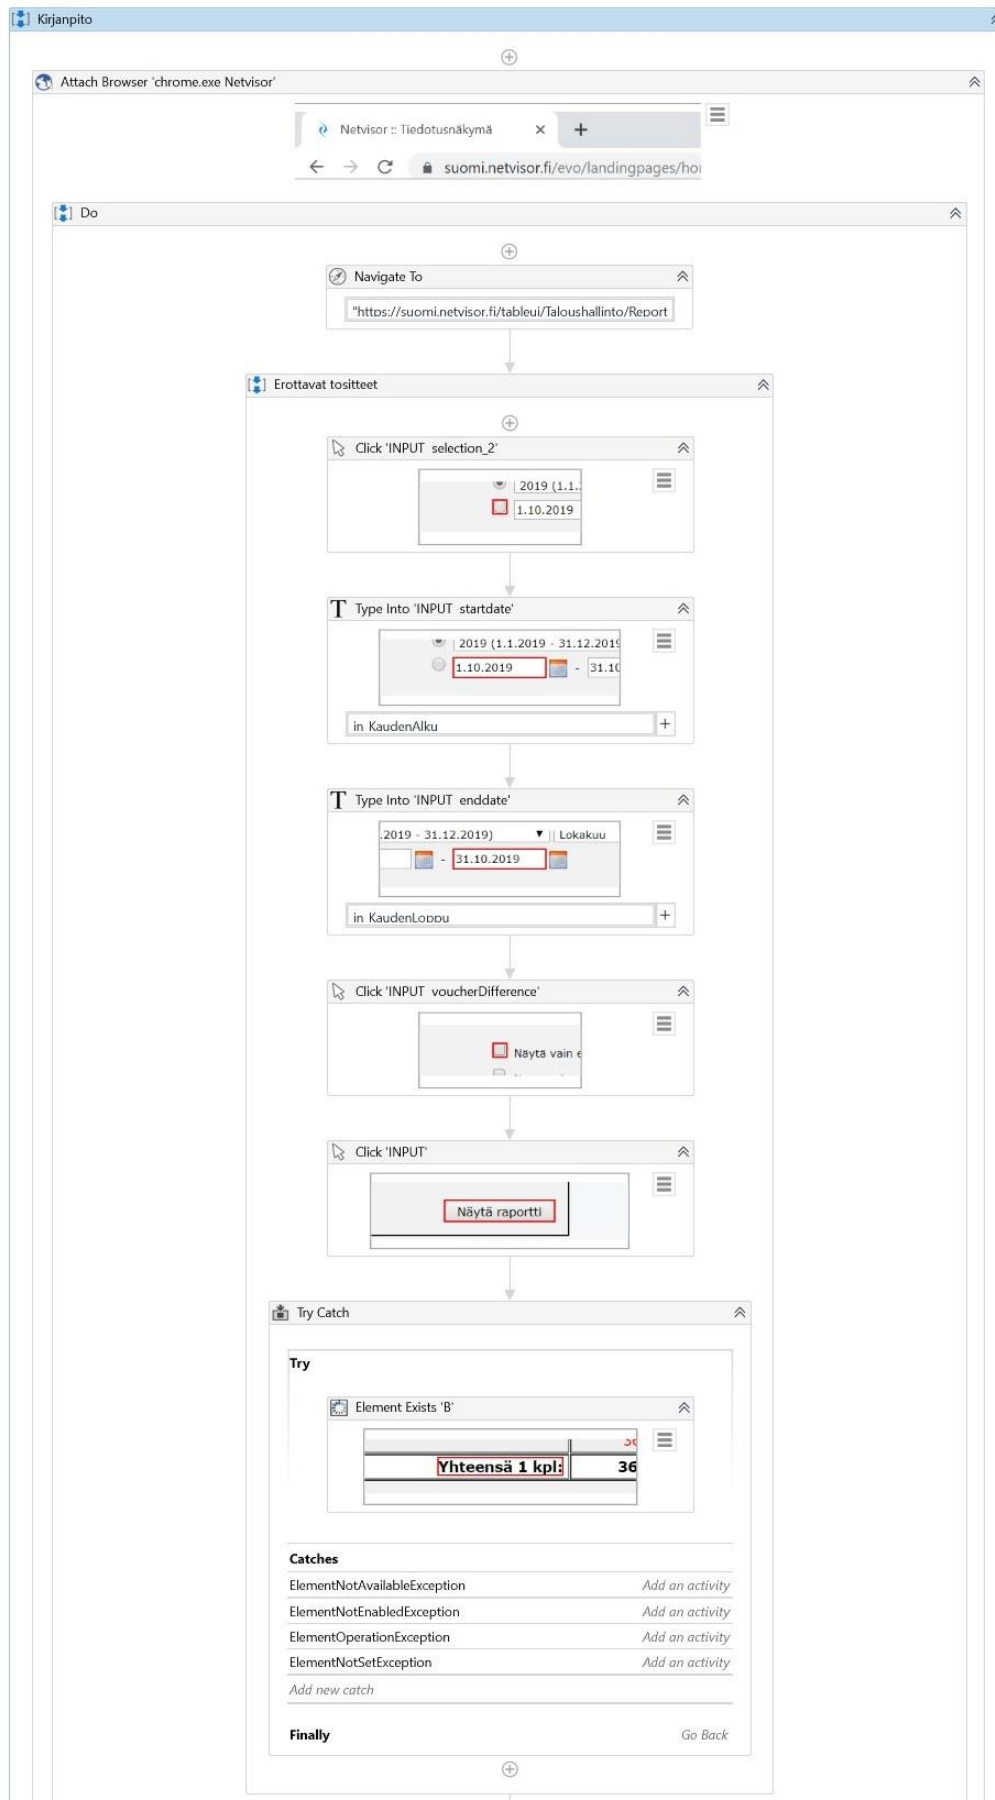 Kirjanpito
Attach Browser 'chrome.exe Netvisor'
Netvisor :: Tiedotusnäkymä
suomi.netvisor.fi/evo/landingpages/ho
Do
Navigate To
"https://suomi.netvisor.fi/tableui/Taloushallinto/Report
Erottavat tositteet
Click 'INPUT selection_2'
2019 (1.1.
1.10.2019
Type Into 'INPUT startdate'
2019 (1.1.2019 - 31.12.2019
1.10.2019 - 31.10
in KaudenAlku
Type Into 'INPUT enddate'
.2019 - 31.12.2019) Lokakuu
- 31.10.2019
in KaudenLoppu
Click 'INPUT voucherDifference'
Näytä vain e
Click 'INPUT'
Näytä raportti
Try Catch
Try
Element Exists 'B'
36
Yhteensä 1 kpl: 36
Catches
ElementNotAvailableException Add an activity
ElementNotEnabledException Add an activity
ElementOperationException Add an activity
ElementNotSetException Add an activity
Add new catch
Finally Go Back